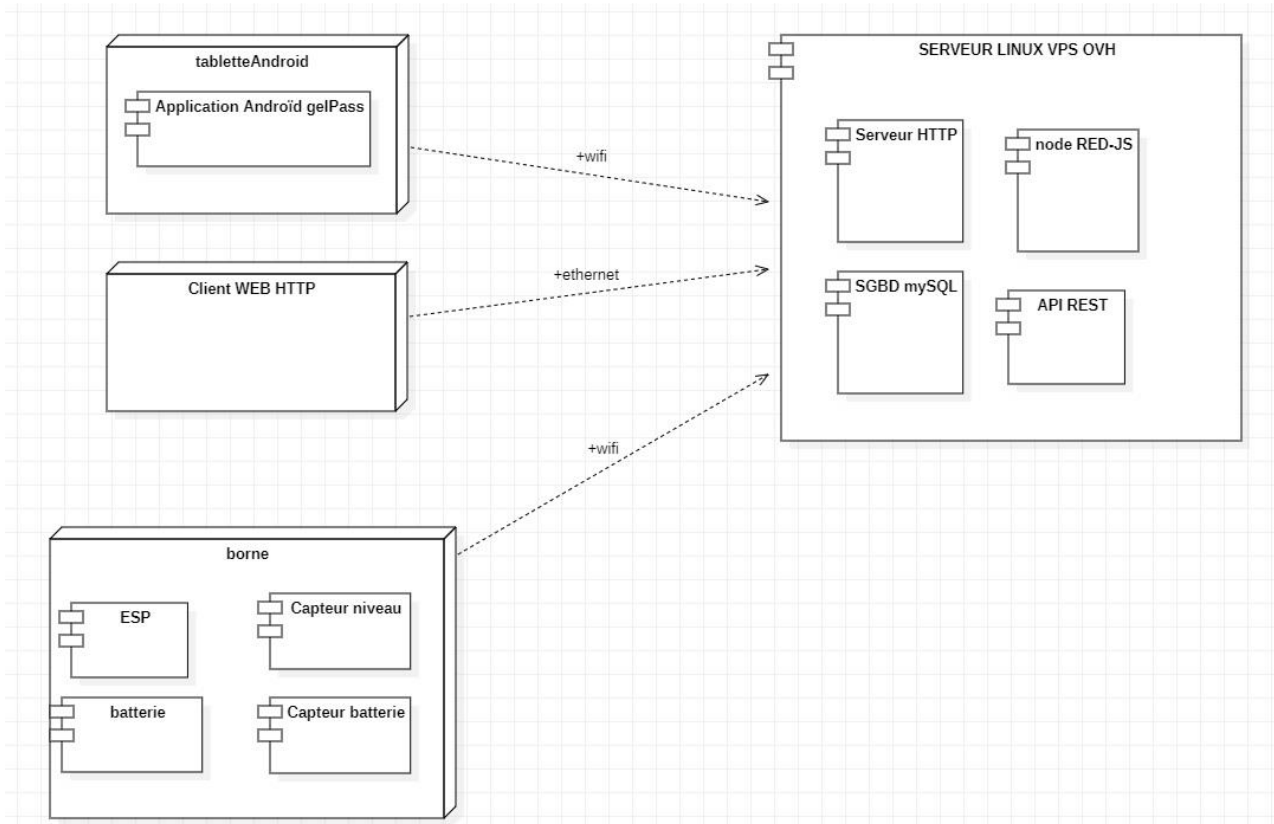 tabletteAndroid
Application Androïd gelPass
+wifi
Client WEB HTTP
+ethernet
SERVEUR LINUX VPS OVH
Serveur HTTP
node RED-JS
SGBD mySQL
API REST
+wifi
borne
ESP
Capteur niveau
batterie
Capteur batterie